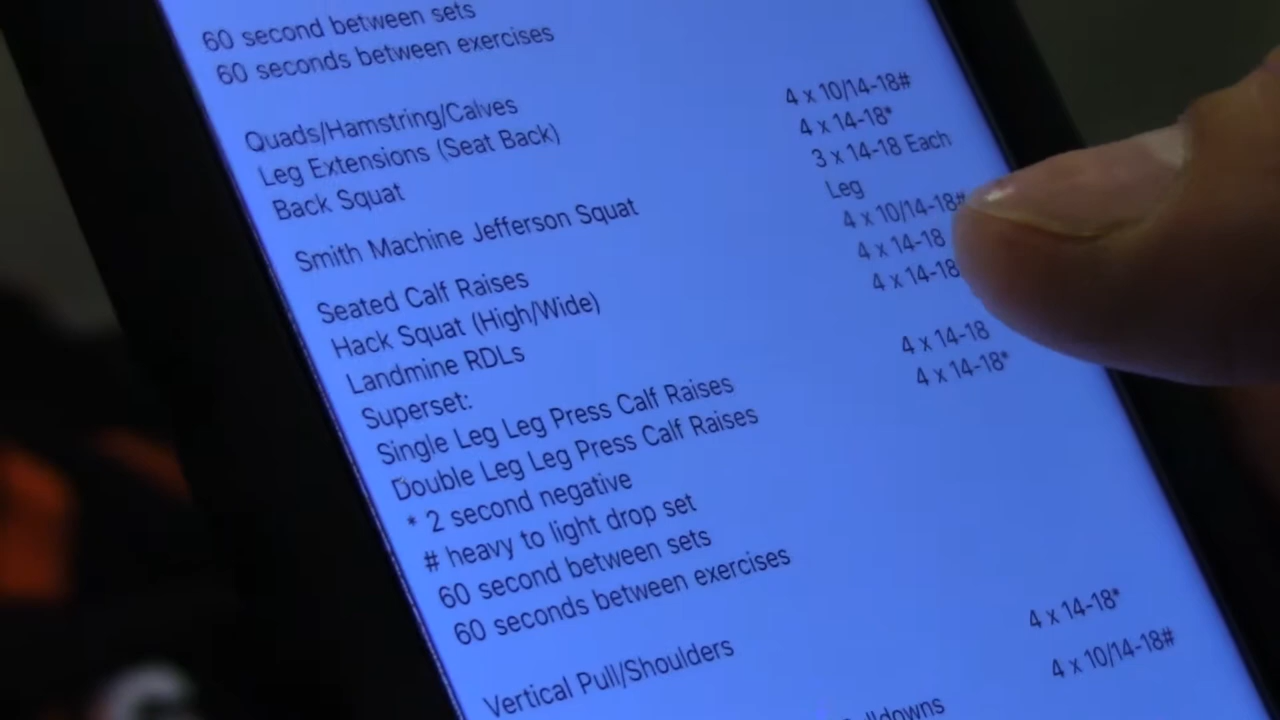 60 second between sets
60 seconds between exercises
Quads/Hamstring/Calves
Leg Extensions (Seat Back) 4 x 10/14-18#
Back Squat 4 x 14-18*
Smith Machine Jefferson Squat 3 x 14-18 Each
Leg
Seated Calf Raises 4 x 10/14-18#
Hack Squat (High/Wide) 4 x 14-18
Landmine RDLs 4 x 14-18
Superset:
Single Leg Leg Press Calf Raises 4 x 14-18
Double Leg Leg Press Calf Raises 4 x 14-18*
* 2 second negative
# heavy to light drop set
60 second between sets
60 seconds between exercises
Vertical Pull/Shoulders
4 x 14-18*
4 x 10/14-18#